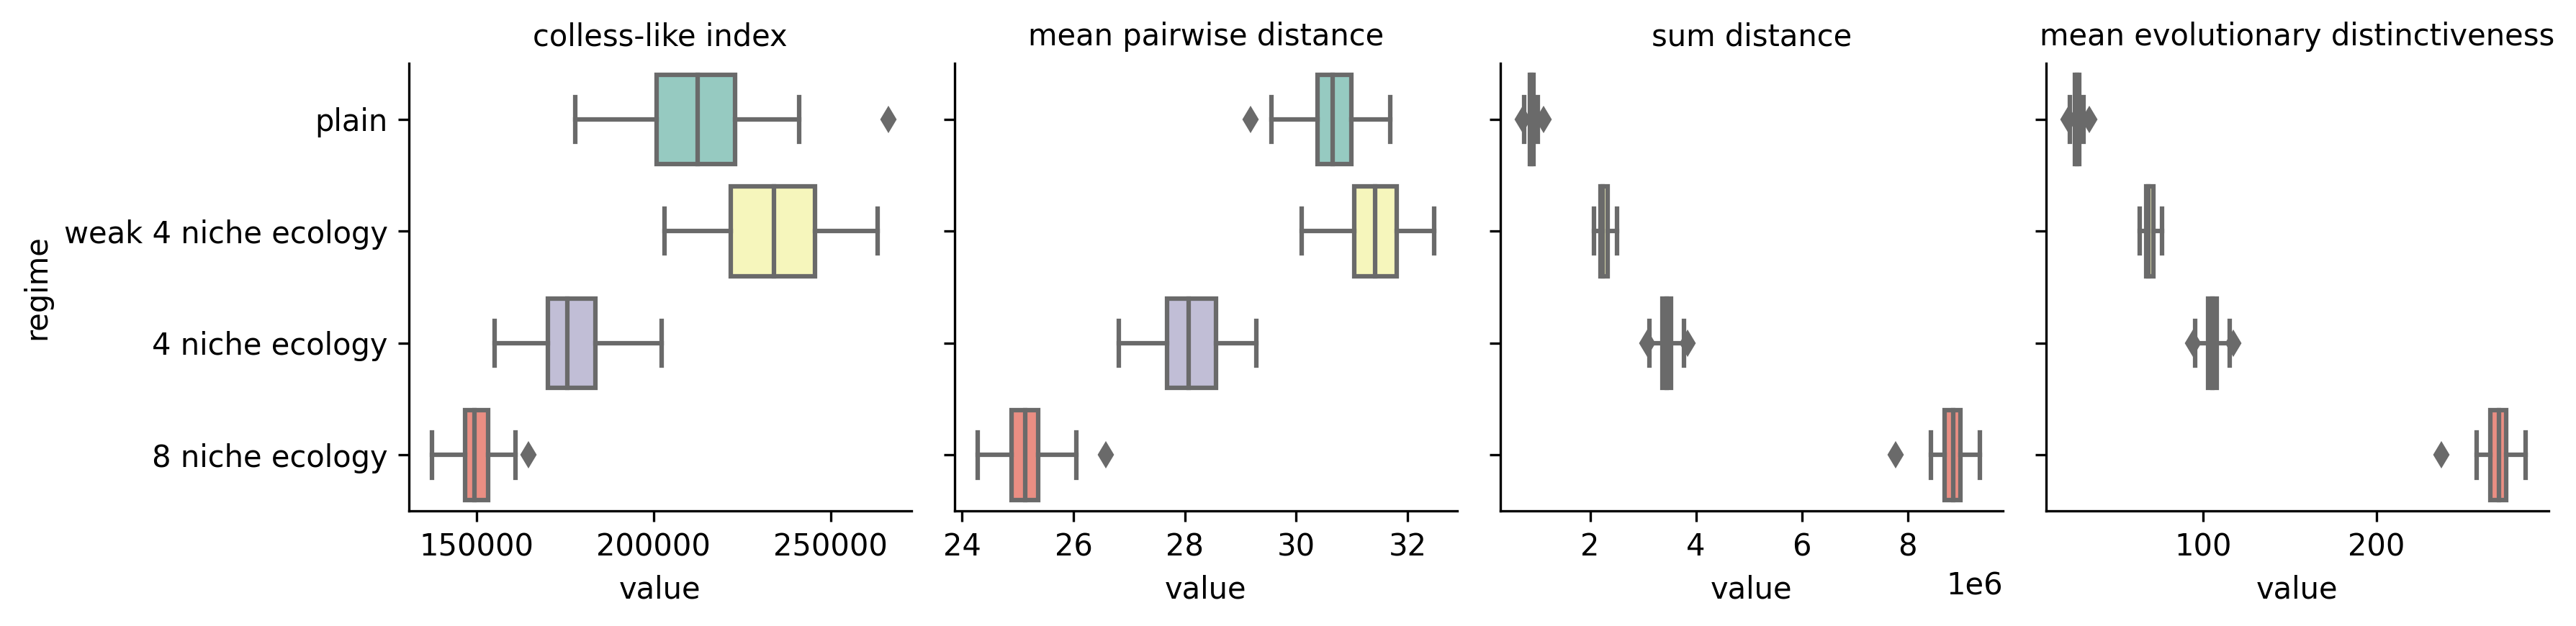 colless-like index
mean pairwise distance
sum distance
mean evolutionary distinctiveness
regime
plain
weak 4 niche ecology
4 niche ecology
8 niche ecology
150000 200000 250000
value
24 26 28 30 32
value
2 4 6 8
1e6
value
100 200
value